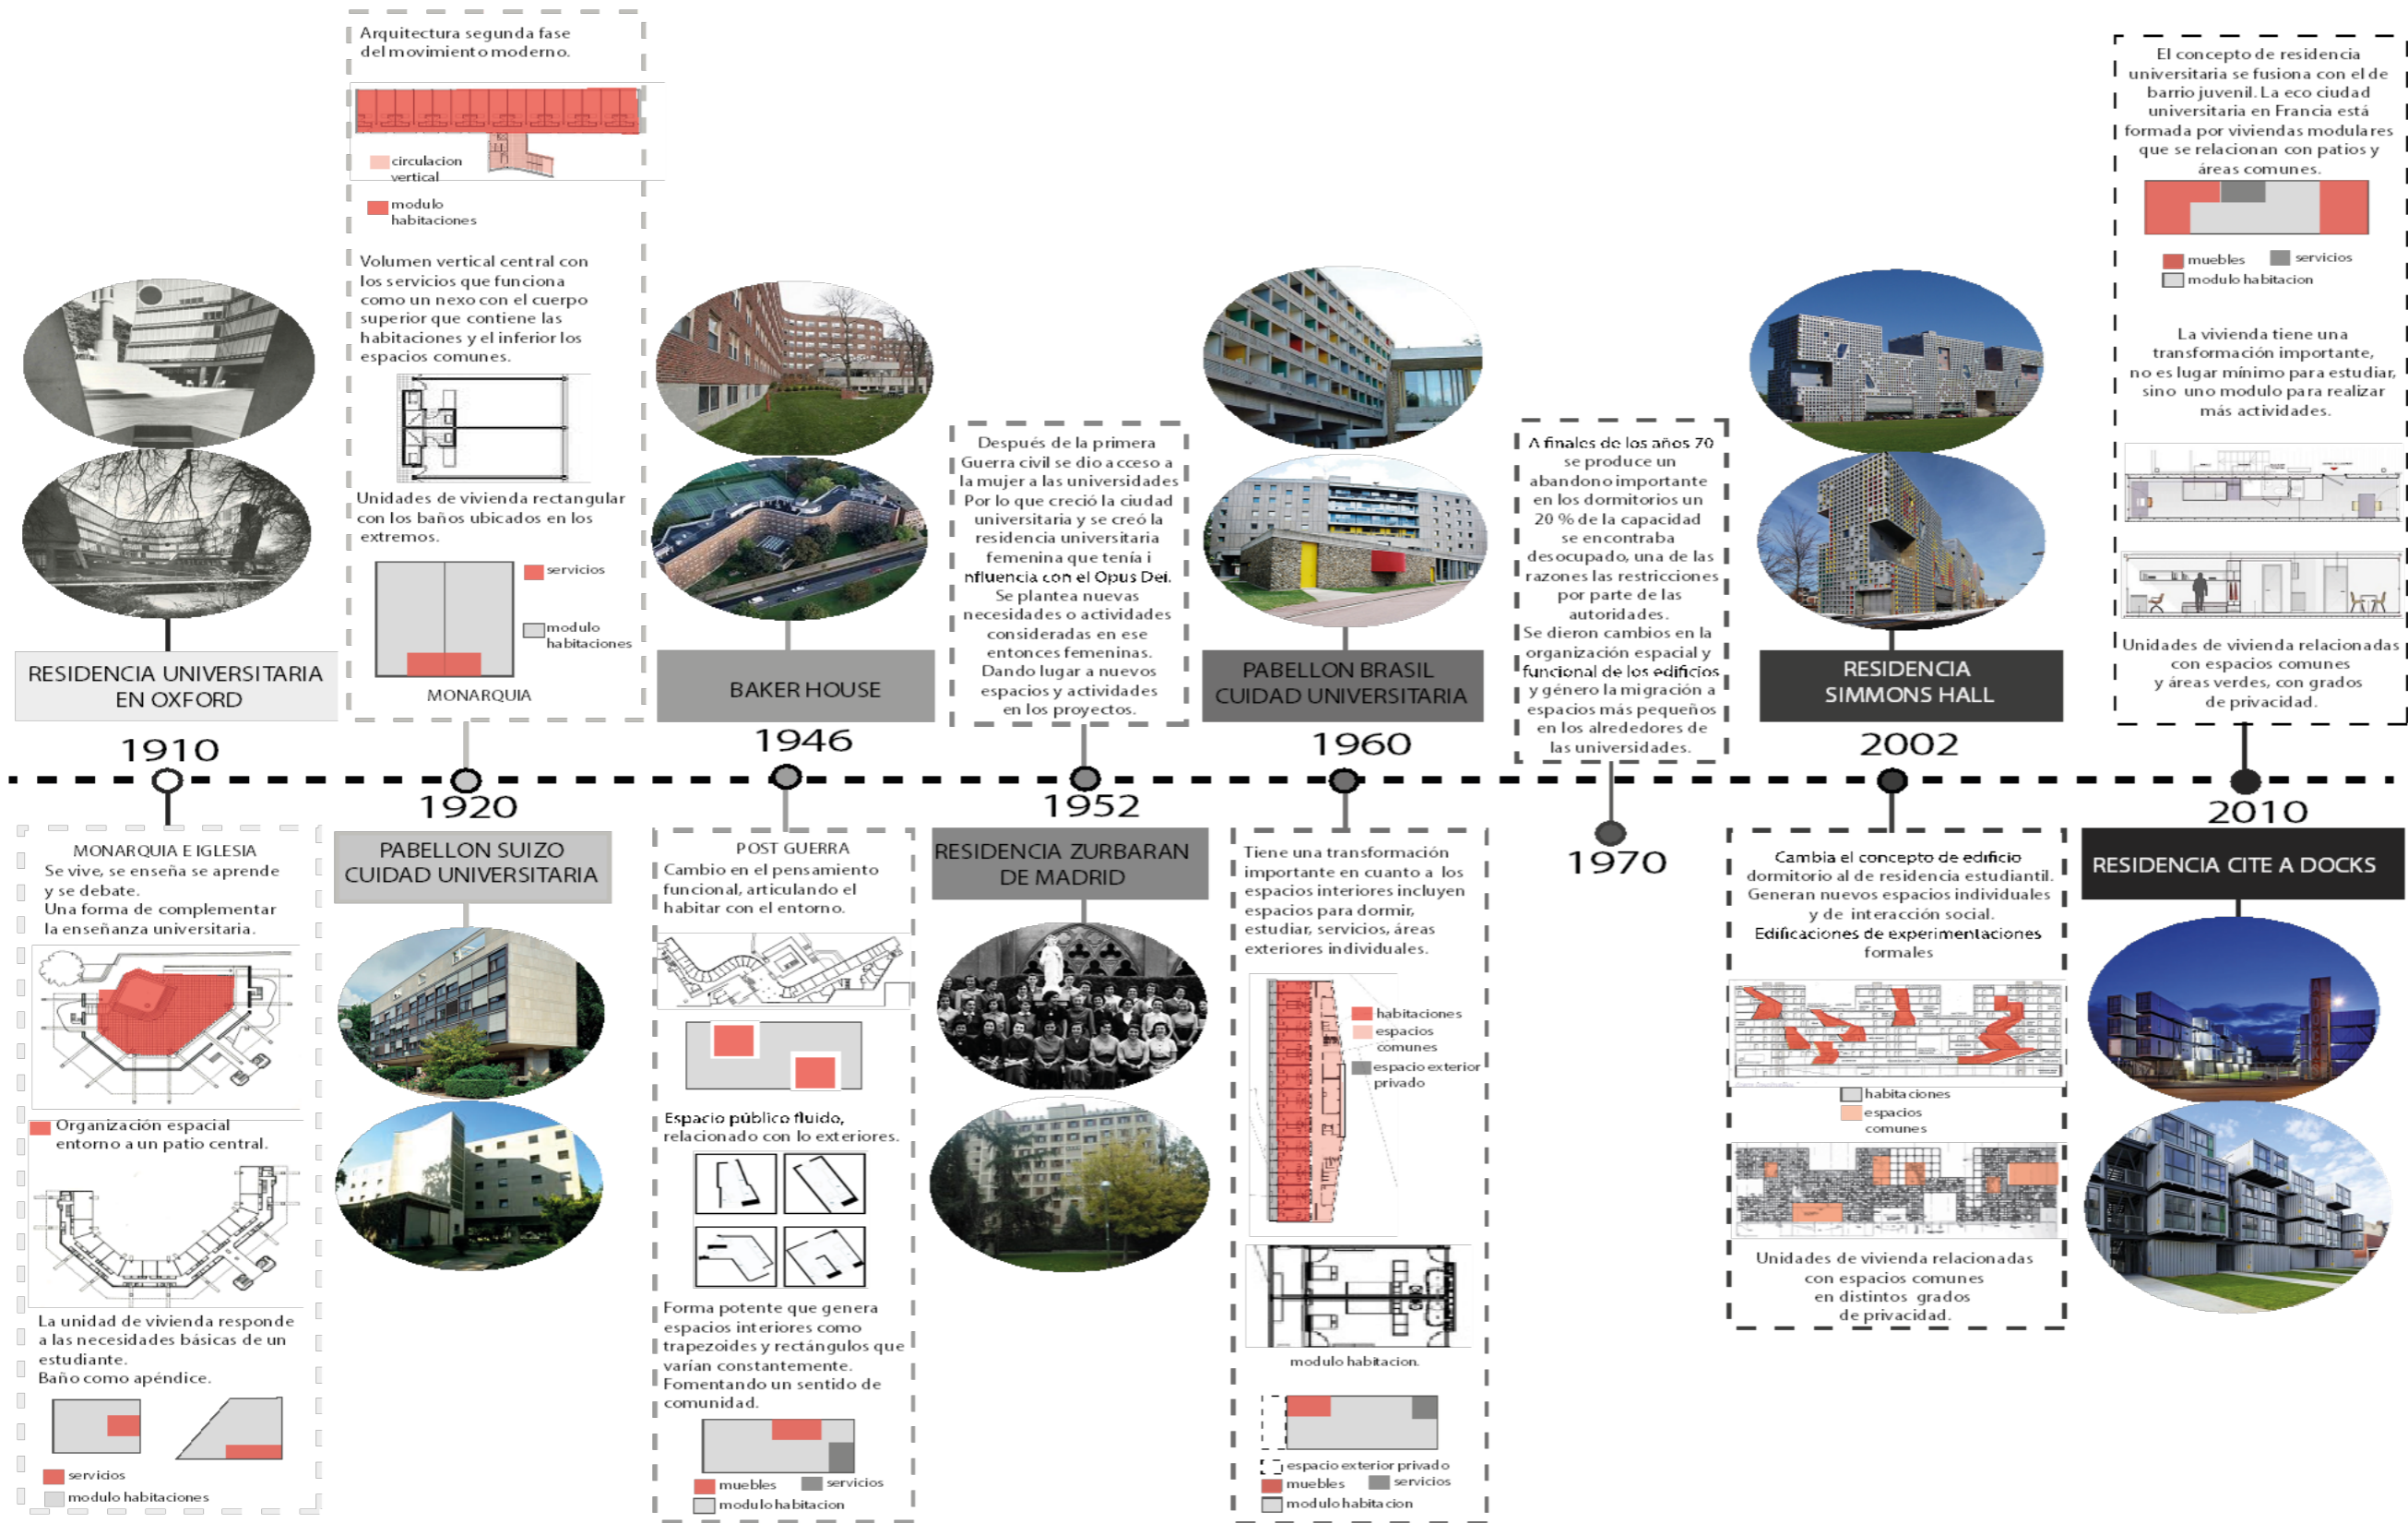 RESIDENCIA UNIVERSITARIA
EN OXFORD
1910
MONARQUIA E IGLESIA
Se vive, se enseña se aprende
y se debate.
Una forma de complementar
la enseñanza universitaria.
Organización espacial
entorno a un patio central.
La unidad de vivienda responde
a las necesidades básicas de un
estudiante.
Baño como apéndice.
servicios
modulo habitaciones
Arquitectura segunda fase
del movimiento moderno.
circulacion
vertical
modulo
habitaciones
Volumen vertical central con
los servicios que funciona
como un nexo con el cuerpo
superior que contiene las
habitaciones y el inferior los
espacios comunes.
Unidades de vivienda rectangular
con los baños ubicados en los
extremos.
servicios
modulo
habitaciones
MONARQUIA
1920
PABELLON SUIZO
CUIDAD UNIVERSITARIA
BAKER HOUSE
1946
POST GUERRA
Cambio en el pensamiento
funcional, articulando el
habitar con el entorno.
Espacio público fluido,
relacionado con lo exteriores.
Forma potente que genera
espacios interiores como
trapezoides y rectángulos que
varían constantemente.
Fomentando un sentido de
comunidad.
muebles
servicios
modulo habitacion
Después de la primera
Guerra civil se dio acceso a
la mujer a las universidades
Por lo que creció la ciudad
universitaria y se creó la
residencia universitaria
femenina que tenía i
nfluencia con el Opus Dei.
Se plantea nuevas
necesidades o actividades
consideradas en ese
entonces femeninas.
Dando lugar a nuevos
espacios y actividades
en los proyectos.
1952
RESIDENCIA ZURBARAN
DE MADRID
PABELLON BRASIL
CUIDAD UNIVERSITARIA
1960
Tiene una transformación
importante en cuanto a los
espacios interiores incluyen
espacios para dormir,
estudiar, servicios, áreas
exteriores individuales.
habitaciones
espacios
comunes
espacio exterior
privado
modulo habitacion.
espacio exterior privado
muebles
servicios
modulo habitacion
A finales de los años 70
se produce un
abandono importante
en los dormitorios un
20 % de la capacidad
se encontraba
desocupado, una de las
razones las restricciones
por parte de las
autoridades.
Se dieron cambios en la
organización espacial y
funcional de los edificios
y género la migración a
espacios más pequeños
en los alrededores de
las universidades.
1970
RESIDENCIA
SIMMONS HALL
2002
Cambia el concepto de edificio
dormitorio al de residencia estudiantil.
Generan nuevos espacios individuales
y de interacción social.
Edificaciones de experimentaciones
formales
habitaciones
espacios
comunes
Unidades de vivienda relacionadas
con espacios comunes
en distintos grados
de privacidad.
El concepto de residencia
universitaria se fusiona con el de
barrio juvenil. La eco ciudad
universitaria en Francia está
formada por viviendas modulares
que se relacionan con patios y
áreas comunes.
muebles
servicios
modulo habitacion
La vivienda tiene una
transformación importante,
no es lugar mínimo para estudiar,
sino uno modulo para realizar
más actividades.
Unidades de vivienda relacionadas
con espacios comunes
y áreas verdes, con grados
de privacidad.
2010
RESIDENCIA CITE A DOCKS